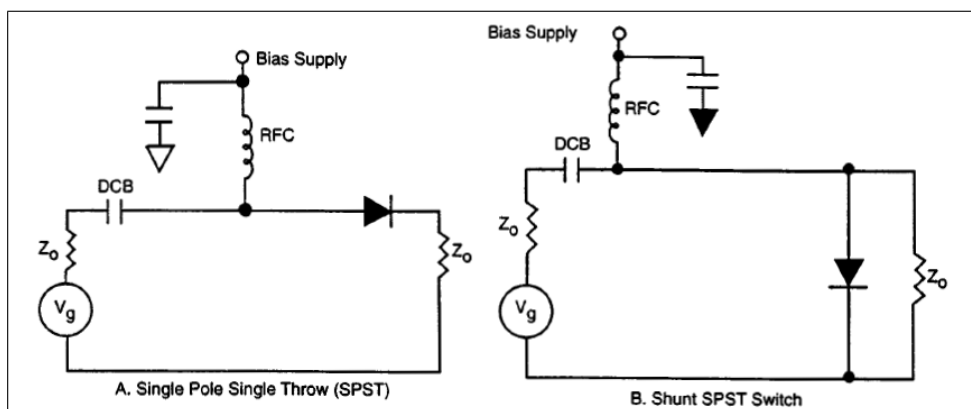 Bias Supply
RFC
DCB
Zo
Vg
Zo
A. Single Pole Single Throw (SPST)
Bias Supply
RFC
DCB
Zo
Vg
Zo
B. Shunt SPST Switch